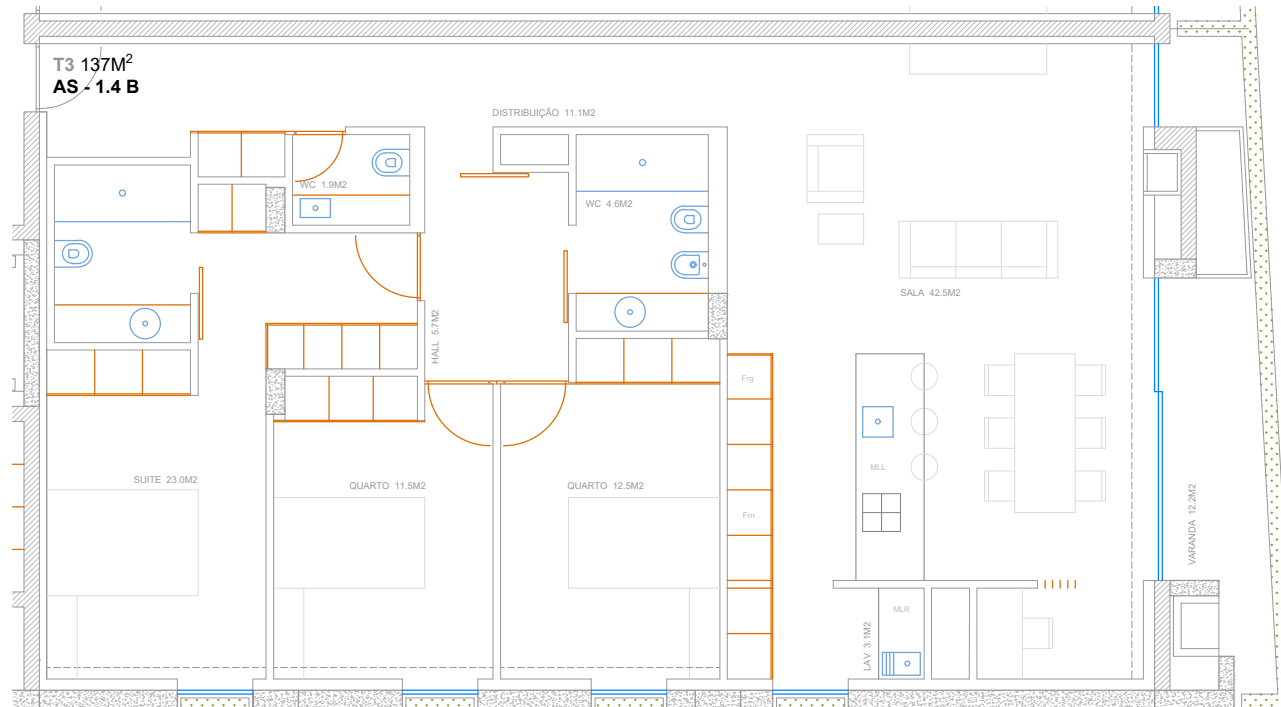 T3 137M²
AS - 1.4 B
DISTRIBUIÇÃO 11.1M2
WC 1.9M2
WC 4.6M2
SALA 42.5M2
HALL 5.7M2
Frg
MLL
SUITE 23.0M2
QUARTO 11.5M2
QUARTO 12.5M2
Frn
VARANDA 12.2M2
MLR
LAV 3.1M2